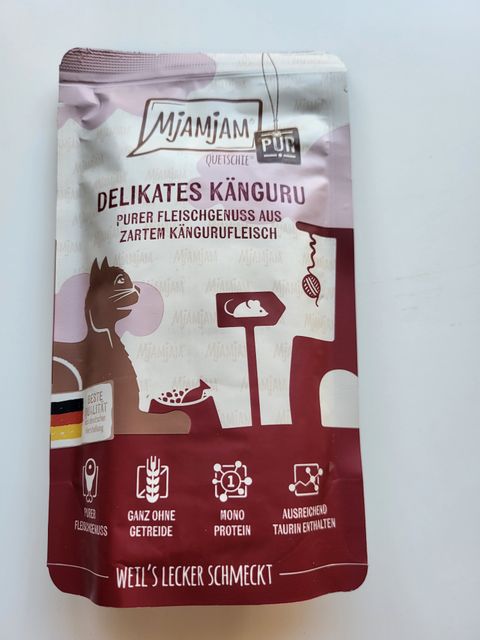 MJAMJAM
PUR
QUETSCHIE
DELIKATES KÄNGURU
PURER FLEISCHGENUSS AUS
ZARTEM KÄNGURUFLEISCH
BESTE
QUALITÄT
PURER
FLEISCHGENUSS
GANZ OHNE
GETREIDE
1
MONO
PROTEIN
AUSREICHEND
TAURIN ENTHALTEN
WEIL'S LECKER SCHMECKT